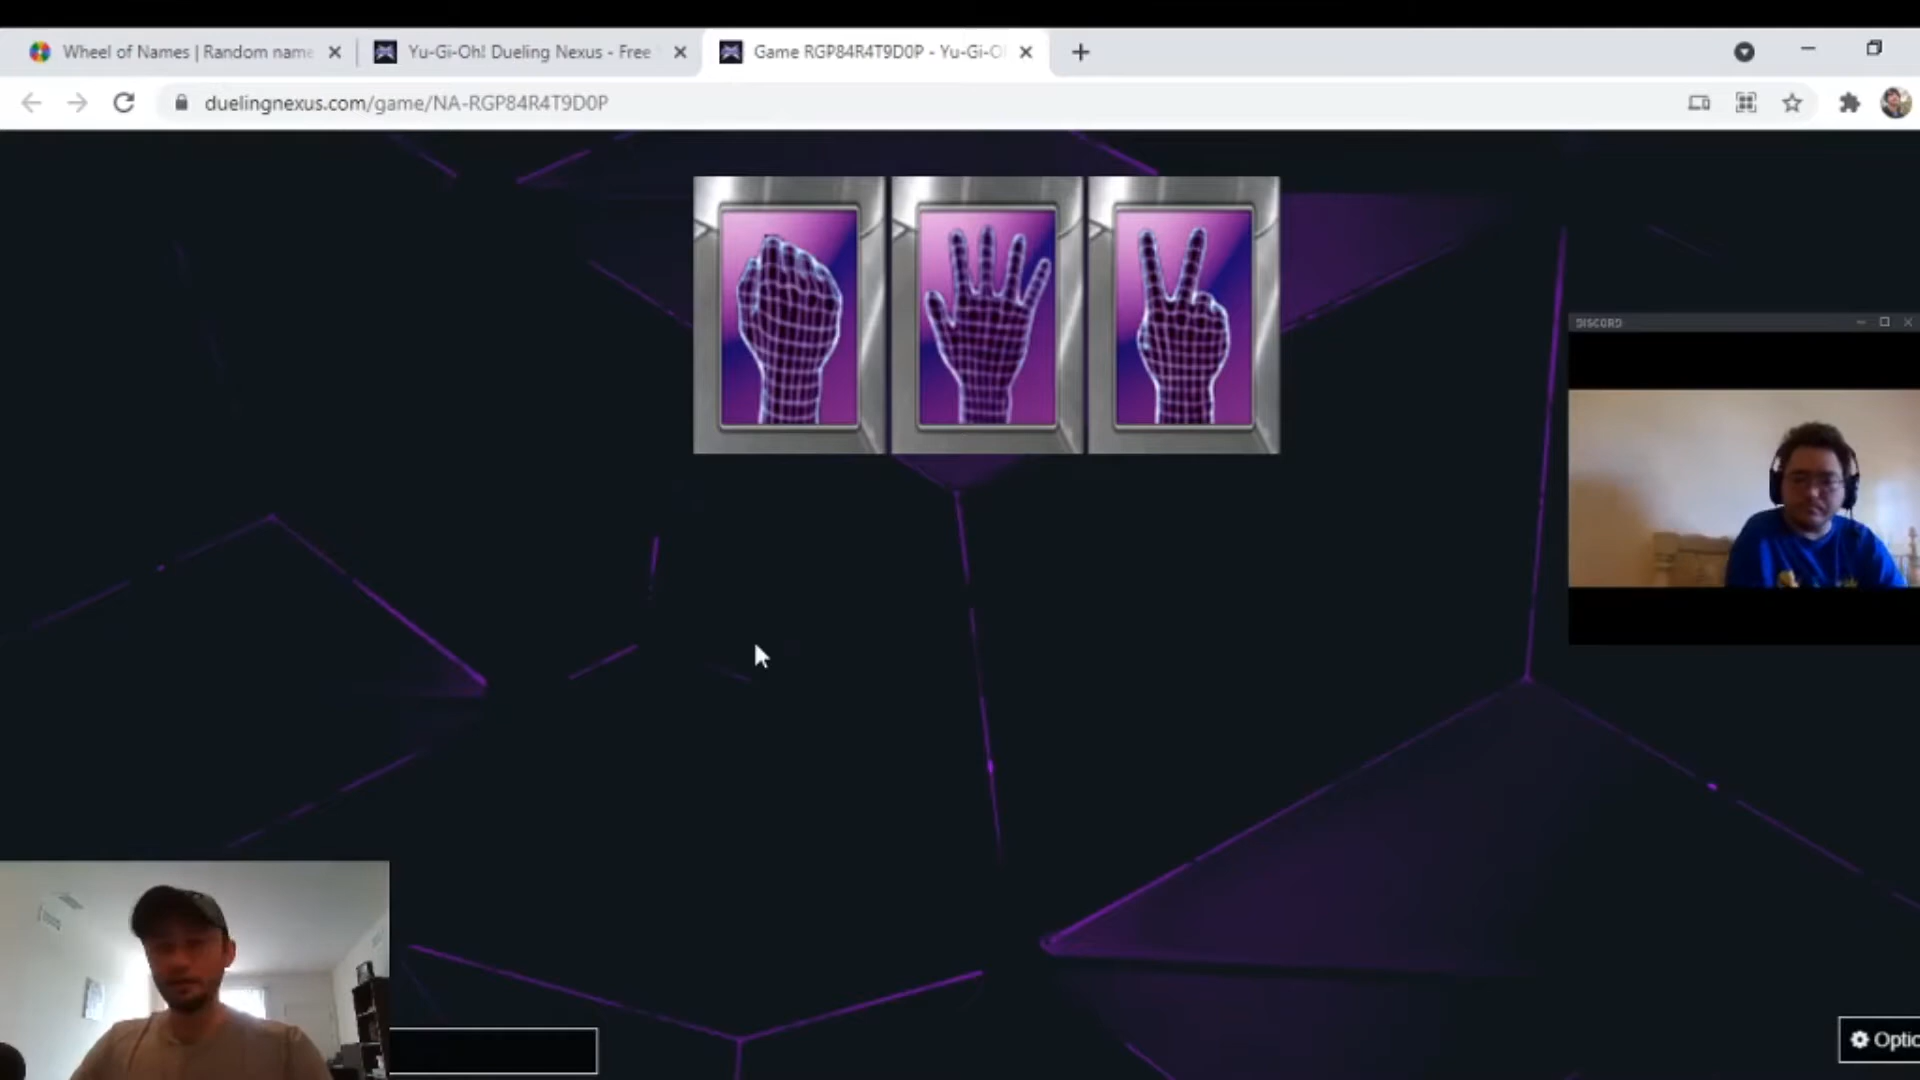 Wheel of Names | Random name
Yu-Gi-Oh! Dueling Nexus - Free
Game RGP84R4T9D0P - Yu-Gi-O
duelingnexus.com/game/NA-RGP84R4T9D0P
DISCORD
Optio